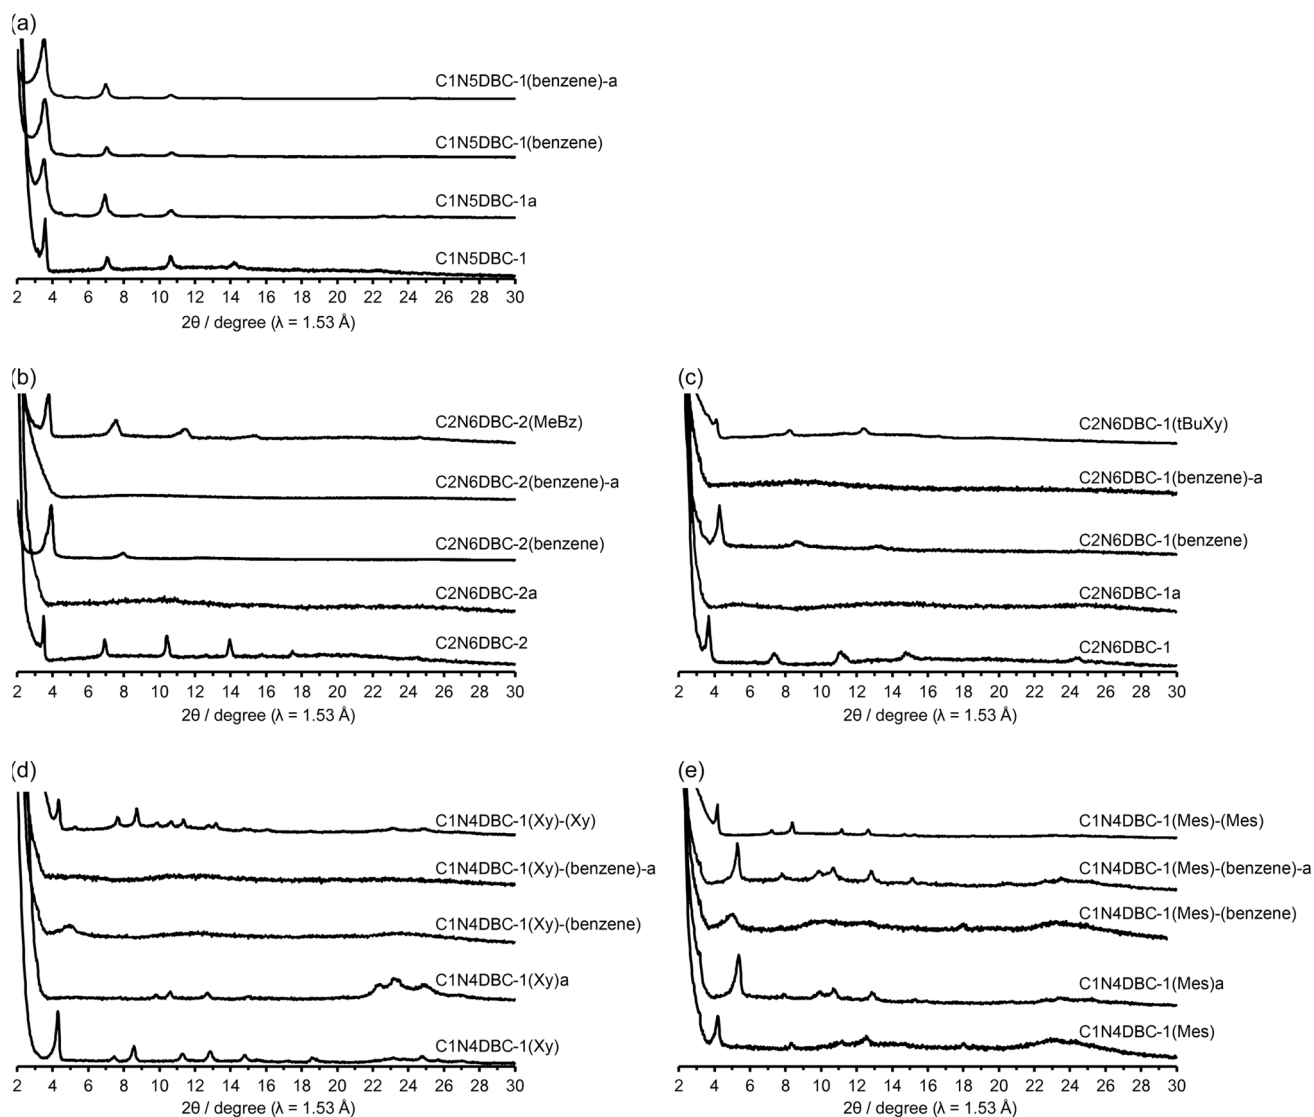 (a)
C1N5DBC-1(benzene)-a
C1N5DBC-1(benzene)
C1N5DBC-1a
C1N5DBC-1
2 4 6 8 10 12 14 16 18 20 22 24 26 28 30
2θ / degree (λ = 1.53 Å)
(b)
C2N6DBC-2(MeBz)
C2N6DBC-2(benzene)-a
C2N6DBC-2(benzene)
C2N6DBC-2a
C2N6DBC-2
2 4 6 8 10 12 14 16 18 20 22 24 26 28 30
2θ / degree (λ = 1.53 Å)
(c)
C2N6DBC-1(tBuXy)
C2N6DBC-1(benzene)-a
C2N6DBC-1(benzene)
C2N6DBC-1a
C2N6DBC-1
2 4 6 8 10 12 14 16 18 20 22 24 26 28 30
2θ / degree (λ = 1.53 Å)
(d)
C1N4DBC-1(Xy)-(Xy)
C1N4DBC-1(Xy)-(benzene)-a
C1N4DBC-1(Xy)-(benzene)
C1N4DBC-1(Xy)a
C1N4DBC-1(Xy)
2 4 6 8 10 12 14 16 18 20 22 24 26 28 30
2θ / degree (λ = 1.53 Å)
(e)
C1N4DBC-1(Mes)-(Mes)
C1N4DBC-1(Mes)-(benzene)-a
C1N4DBC-1(Mes)-(benzene)
C1N4DBC-1(Mes)a
C1N4DBC-1(Mes)
2 4 6 8 10 12 14 16 18 20 22 24 26 28 30
2θ / degree (λ = 1.53 Å)